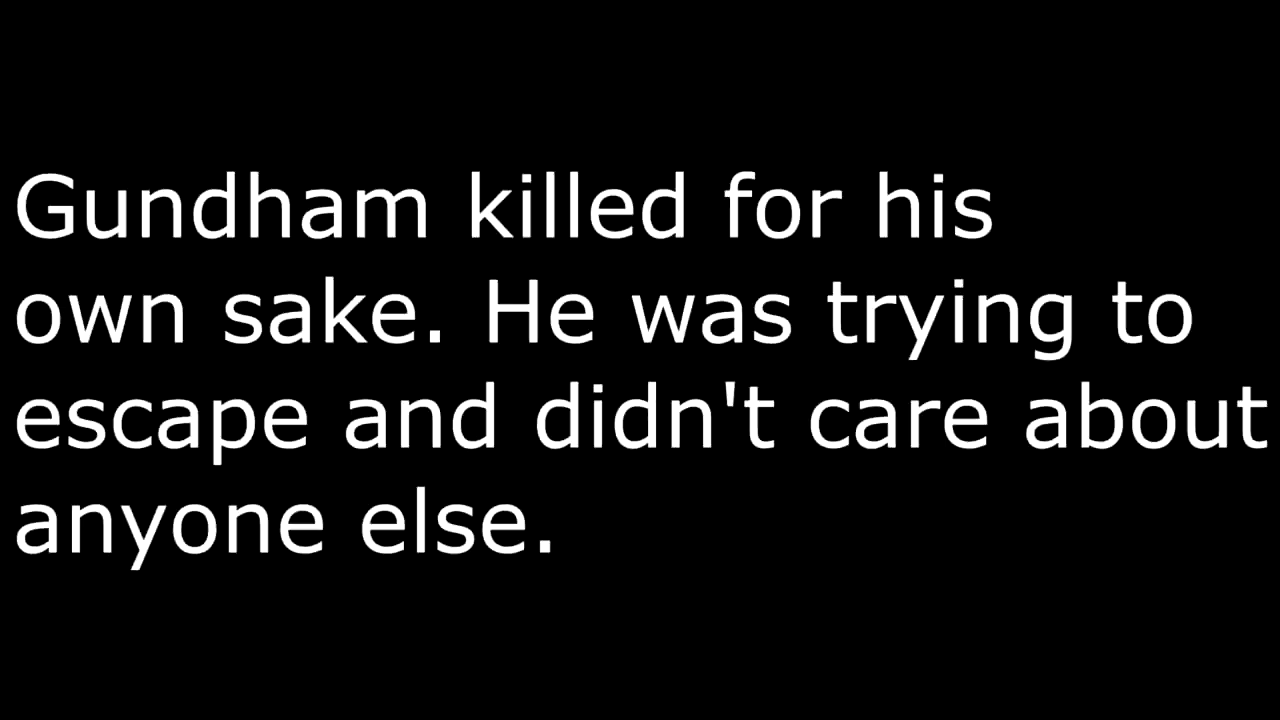 Gundham killed for his
own sake. He was trying to
escape and didn't care about
anyone else.